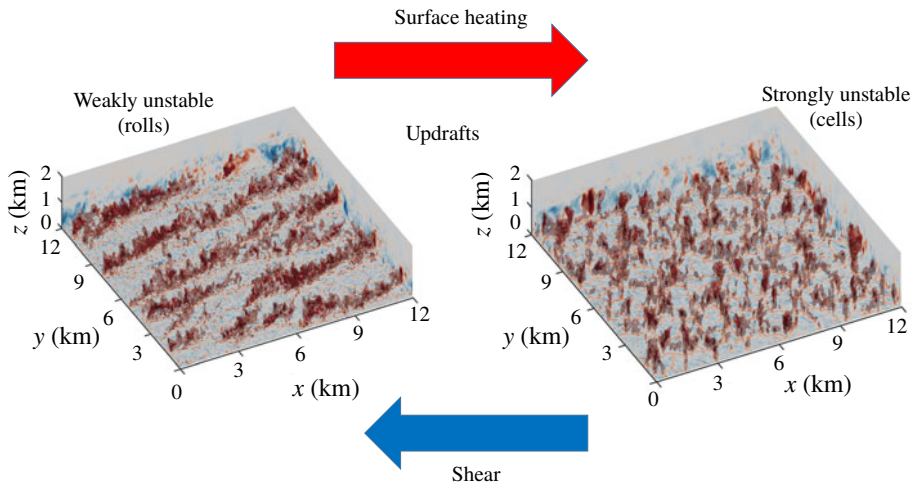 Surface heating
Weakly unstable
(rolls)
Updrafts
Strongly unstable
(cells)
z (km)
2
1
0
12
9
6
3
0
y (km)
0
3
6
9
12
x (km)
z (km)
2
1
0
12
9
6
3
y (km)
0
3
6
9
12
x (km)
Shear